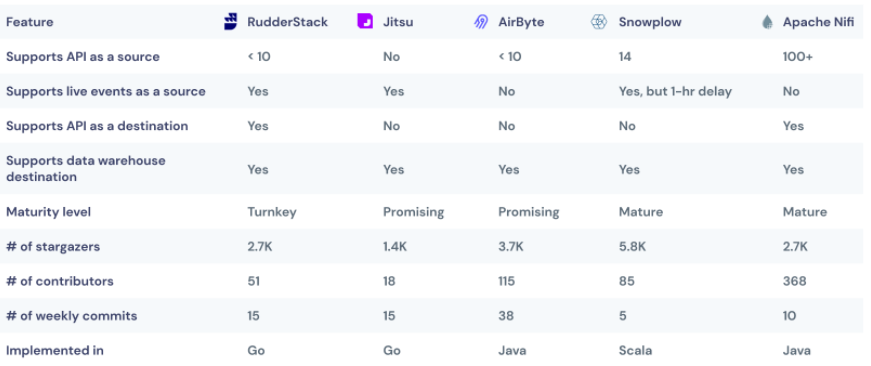 Feature RudderStack Jitsu AirByte Snowplow Apache Nifi
Supports API as a source < 10 No < 10 14 100+
Supports live events as a source Yes Yes No Yes, but 1-hr delay No
Supports API as a destination Yes No No No Yes
Supports data warehouse
destination Yes Yes Yes Yes Yes
Maturity level Turnkey Promising Promising Mature Mature
# of stargazers 2.7K 1.4K 3.7K 5.8K 2.7K
# of contributors 51 18 115 85 368
# of weekly commits 15 15 38 5 10
Implemented in Go Go Java Scala Java